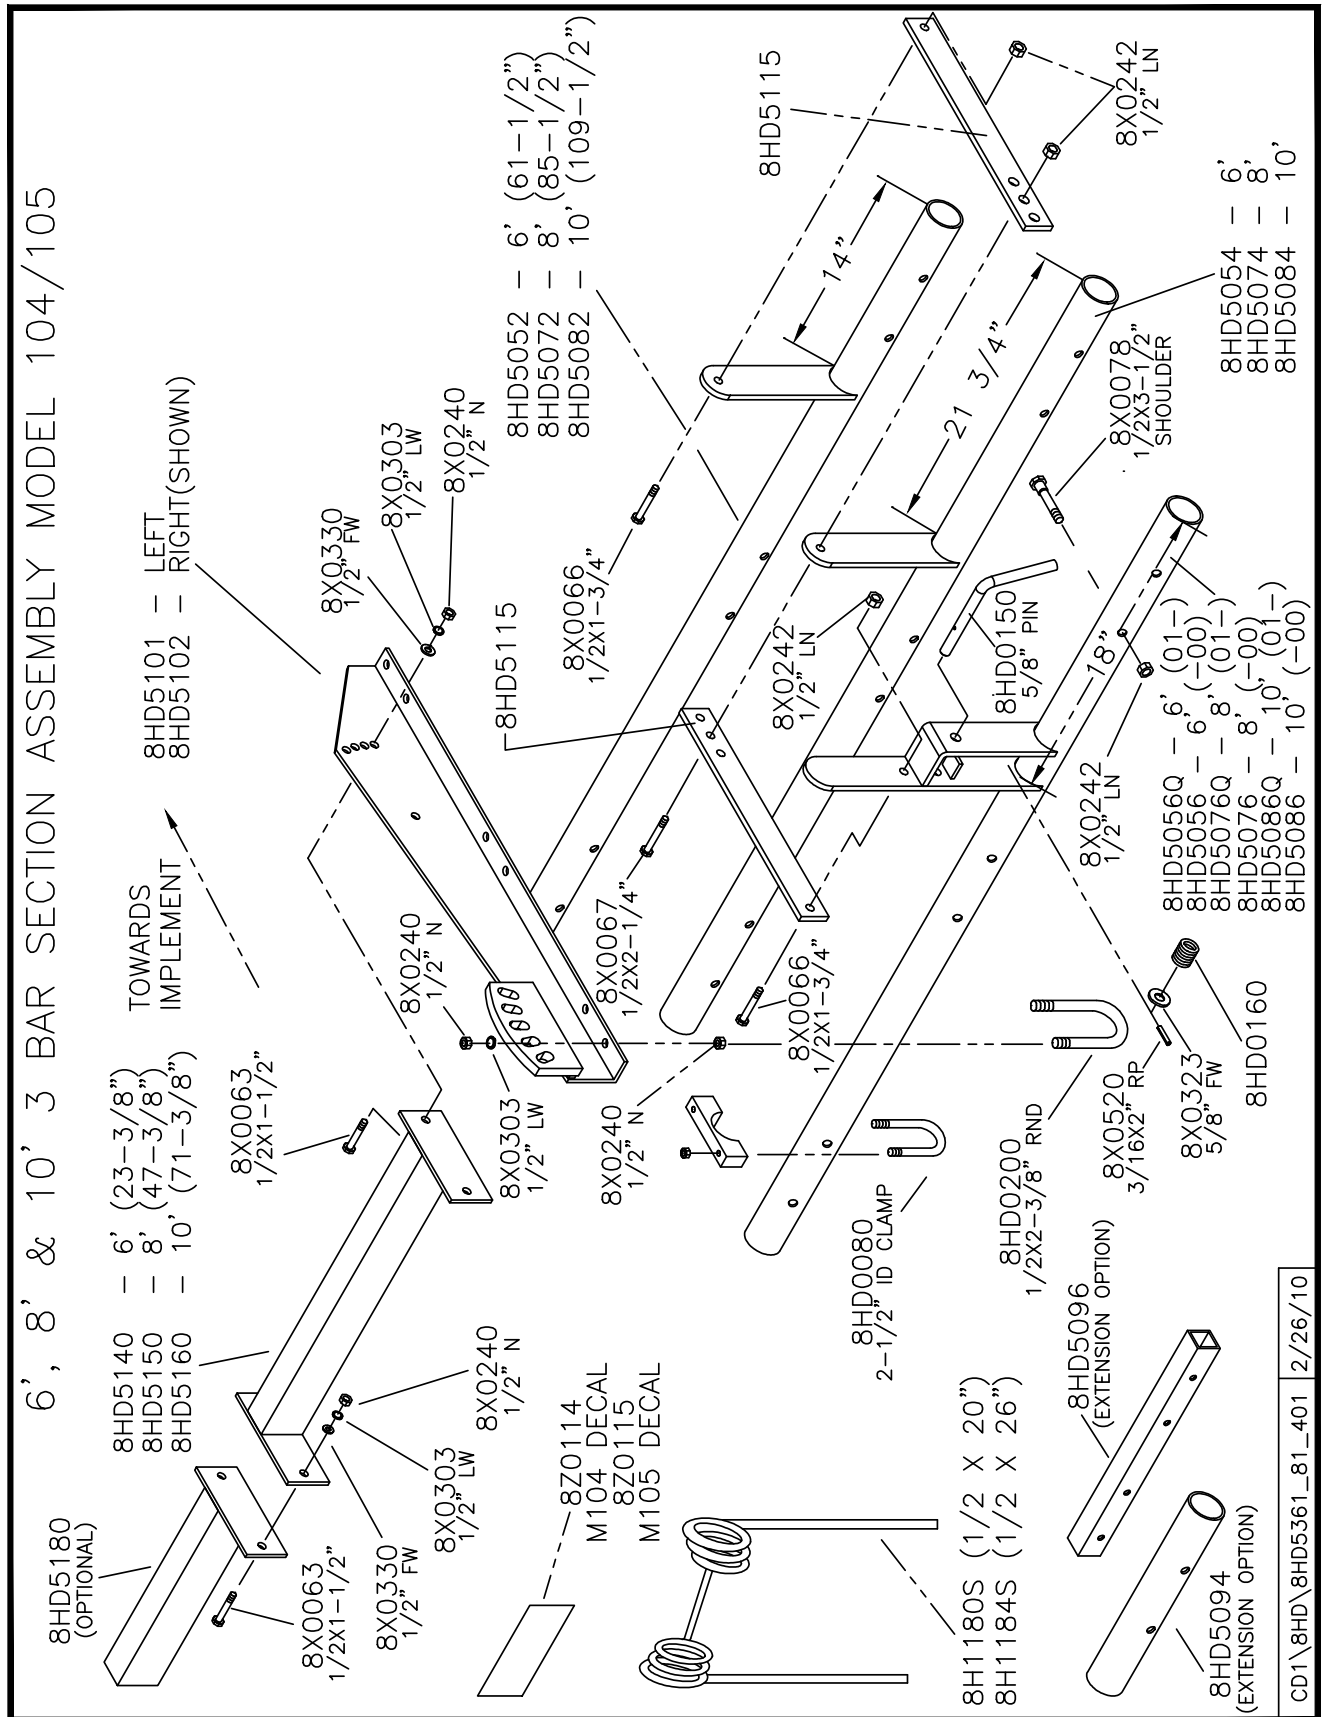 6', 8' & 10' 3 BAR SECTION ASSEMBLY MODEL 104/105
8HD5180
(OPTIONAL)
8HD5140 - 6' (23-3/8")
8HD5150 - 8' (47-3/8")
8HD5160 - 10' (71-3/8")
TOWARDS
IMPLEMENT
8HD5101 - LEFT
8HD5102 - RIGHT(SHOWN)
8X0063
1/2X1-1/2"
8X0330
1/2" FW
8X0303
1/2" LW
8X0240
1/2" N
8HD5052 - 6' (61-1/2")
8HD5072 - 8' (85-1/2")
8HD5082 - 10' (109-1/2")
8X0063
1/2X1-1/2"
8X0330
1/2" FW
8X0303
1/2" LW
8X0240
1/2" N
8X0240
1/2" N
8X0303
1/2" LW
8HD5115
8X0066
1/2X1-3/4"
8HD5115
14"
8X0242
1/2" LN
8Z0114
M104 DECAL
8Z0115
M105 DECAL
8X0240
1/2" N
8X0067
1/2X2-1/4"
8X0242
1/2" LN
21 3/4"
8X0066
1/2X1-3/4"
8HD0150
5/8" PIN
8X0078
1/2X3-1/2"
SHOULDER
8HD5054 - 6'
8HD5074 - 8'
8HD5084 - 10'
8HD0080
2-1/2" ID CLAMP
8HD0200
1/2X2-3/8" RND
8X0520
3/16X2" RP
8X0323
5/8" FW
8HD0160
18"
8X0242
1/2" LN
8HD5056Q - 6' (01-)
8HD5056 - 6' (-00)
8HD5076Q - 8' (01-)
8HD5076 - 8' (-00)
8HD5086Q - 10' (01-)
8HD5086 - 10' (-00)
8H1180S (1/2 X 20")
8H1184S (1/2 X 26")
8HD5096
(EXTENSION OPTION)
8HD5094
(EXTENSION OPTION)
CD1\8HD\8HD5361_81_401 2/26/10